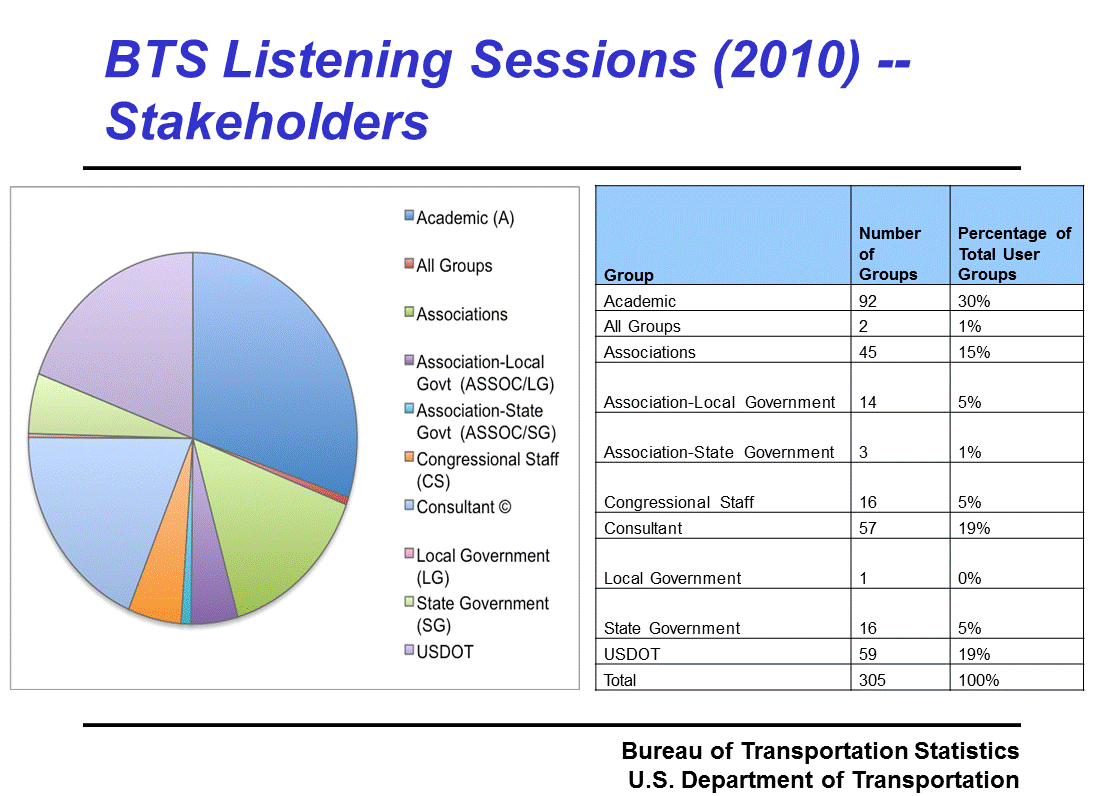 BTS Listening Sessions (2010) --
Stakeholders
Academic (A)
All Groups
Associations
Association-Local
Govt (ASSOC/LG)
Association-State
Govt (ASSOC/SG)
Congressional Staff
(CS)
Consultant ©
Local Government
(LG)
State Government
(SG)
USDOT
Group Number of Groups Percentage of Total User Groups
Academic 92 30%
All Groups 2 1%
Associations 45 15%
Association-Local Government 14 5%
Association-State Government 3 1%
Congressional Staff 16 5%
Consultant 57 19%
Local Government 1 0%
State Government 16 5%
USDOT 59 19%
Total 305 100%
Bureau of Transportation Statistics
U.S. Department of Transportation